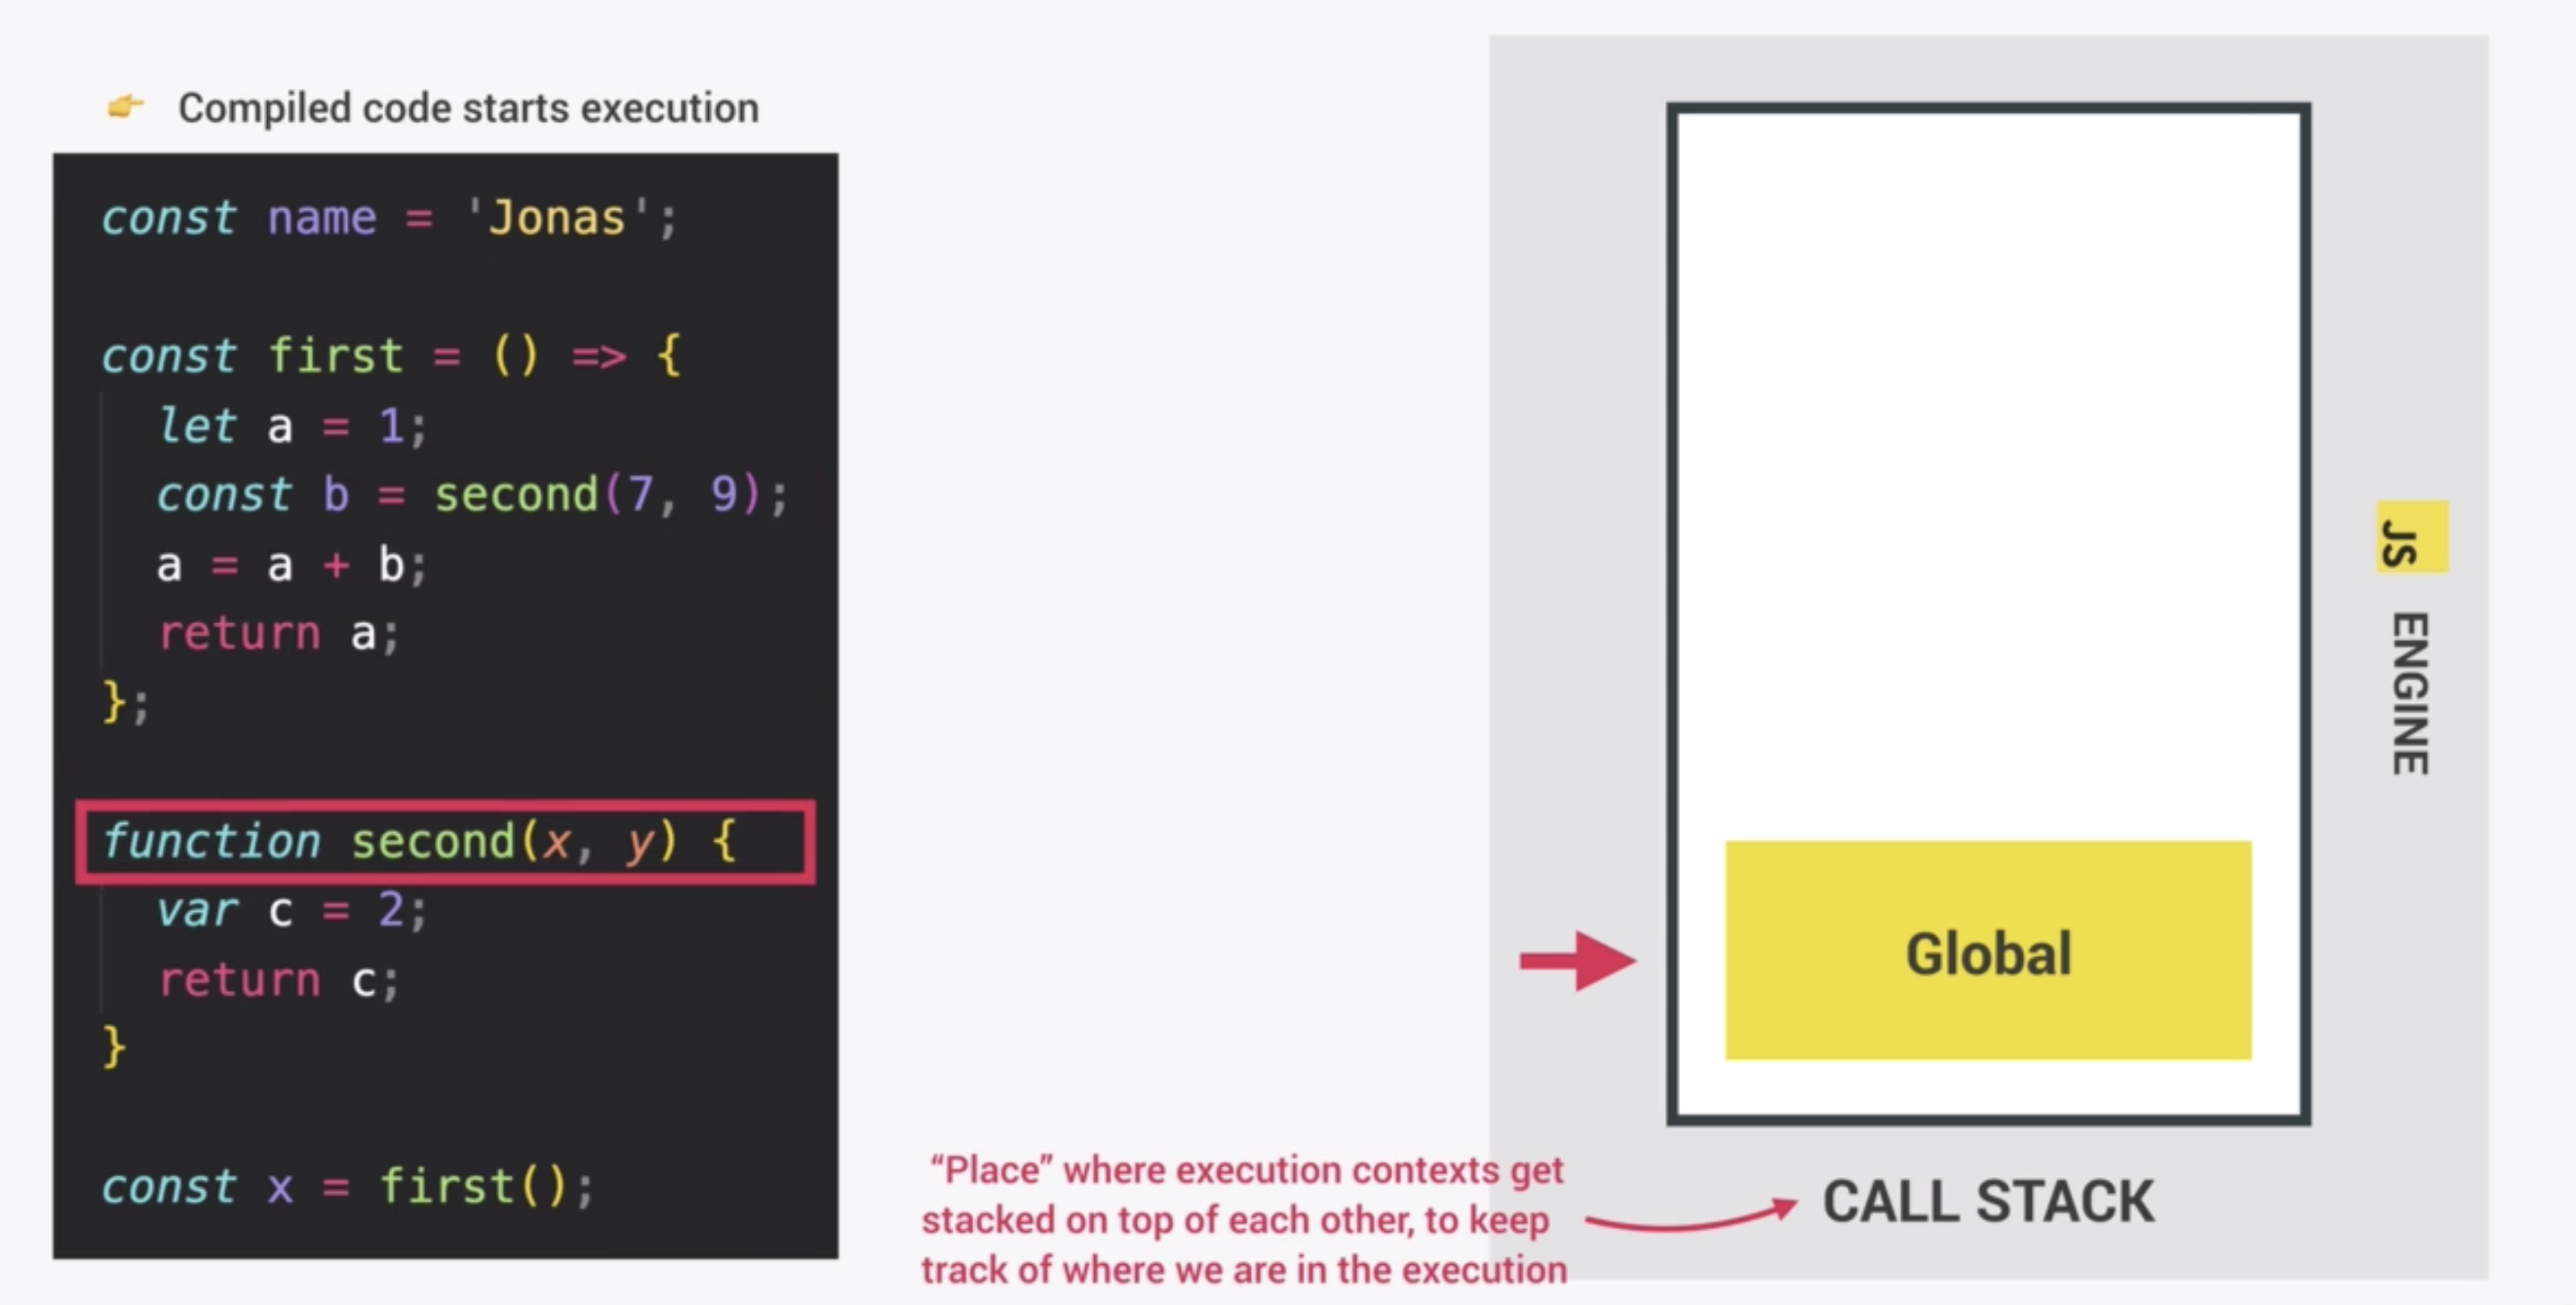 👉 Compiled code starts execution
const name = 'Jonas';
const first = () => {
let a = 1;
const b = second(7, 9);
a = a + b;
return a;
};
function second(x, y) {
var c = 2;
return c;
}
const x = first();
Global
JS ENGINE
“Place” where execution contexts get
stacked on top of each other, to keep
track of where we are in the execution
CALL STACK